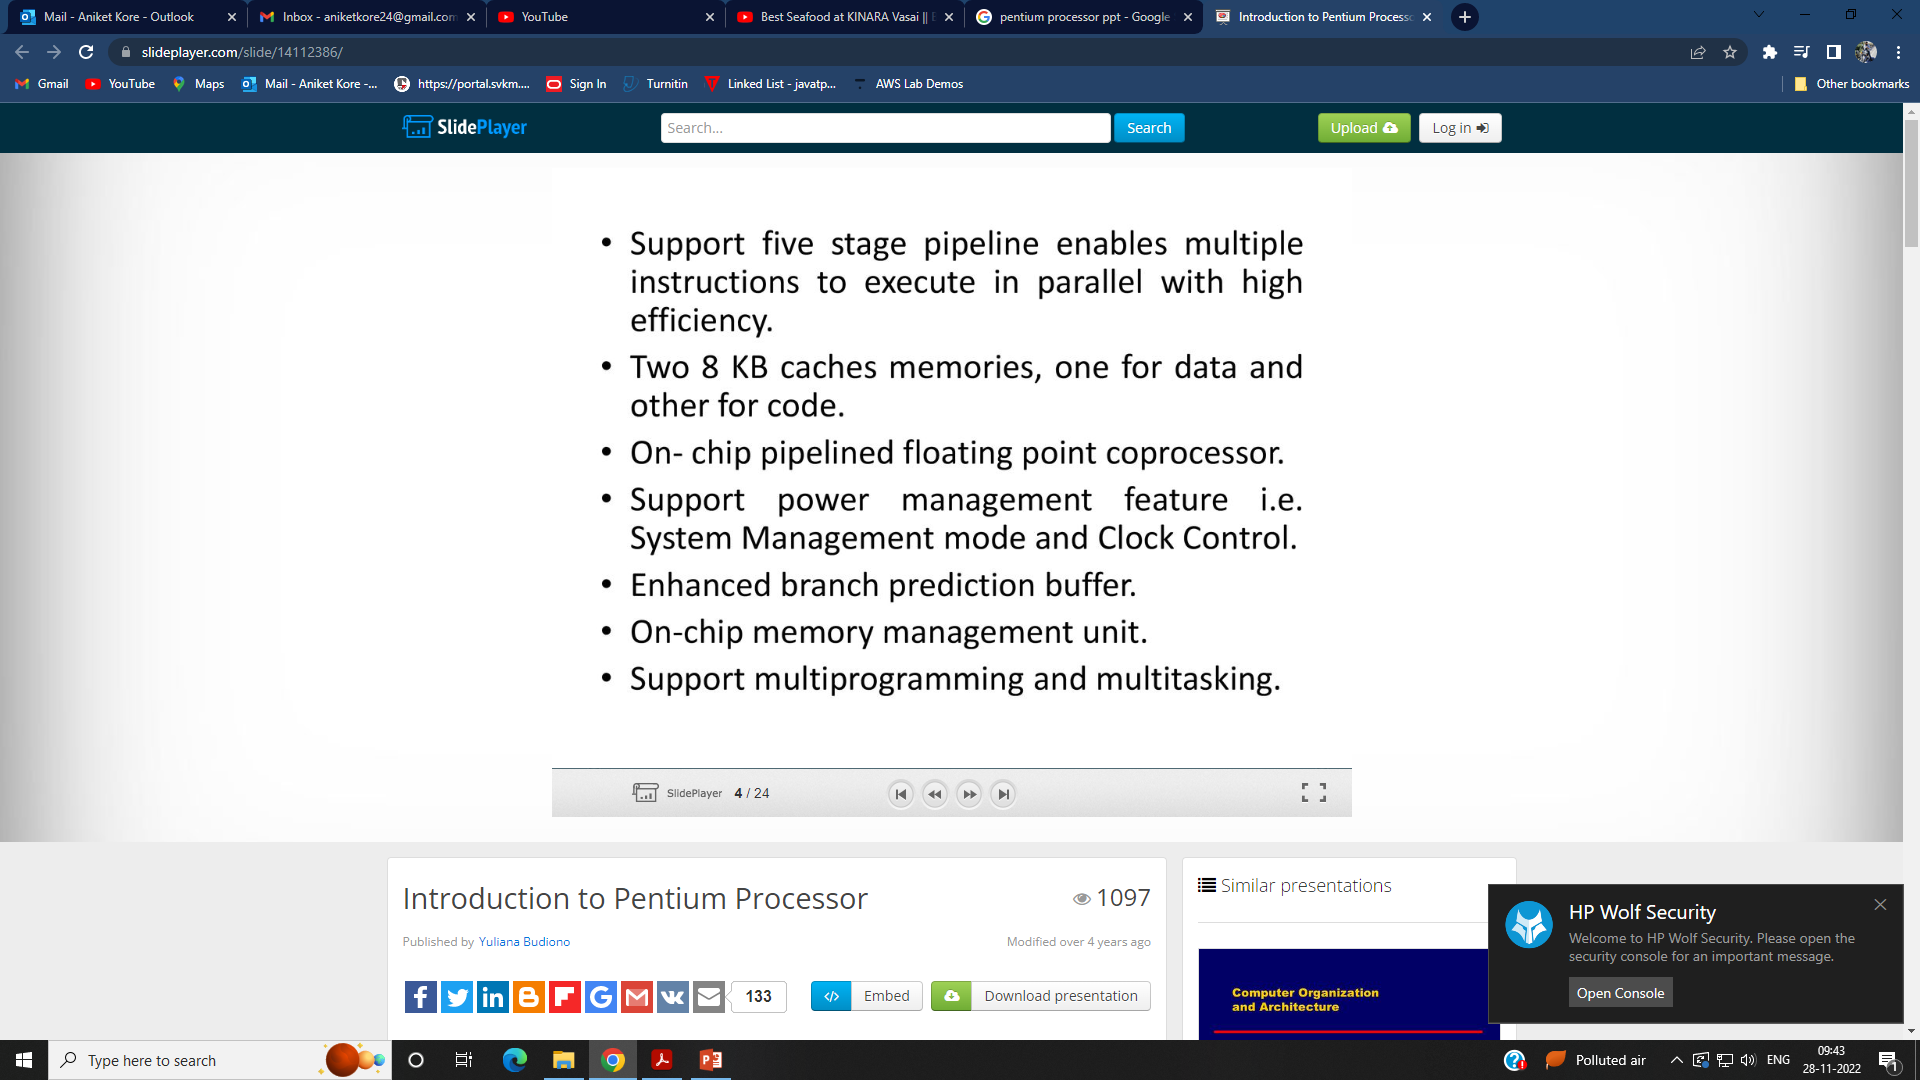 Mail - Aniket Kore - Outlook
Inbox - aniketkore24@gmail.com
YouTube
Best Seafood at KINARA Vasai ||
pentium processor ppt - Google
Introduction to Pentium Processo
slideplayer.com/slide/14112386/
Gmail
YouTube
Maps
Mail - Aniket Kore -...
https://portal.svkm....
Sign In
Turnitin
Linked List - javatp...
AWS Lab Demos
Other bookmarks
SlidePlayer
Search...
Search
Upload
Log in
• Support five stage pipeline enables multiple
instructions to execute in parallel with high
efficiency.
• Two 8 KB caches memories, one for data and
other for code.
• On- chip pipelined floating point coprocessor.
• Support power management feature i.e.
System Management mode and Clock Control.
• Enhanced branch prediction buffer.
• On-chip memory management unit.
• Support multiprogramming and multitasking.
SlidePlayer 4 / 24
Introduction to Pentium Processor
1097
Published by Yuliana Budiono
Modified over 4 years ago
133
Embed
Download presentation
Similar presentations
Computer Organization
and Architecture
HP Wolf Security
Welcome to HP Wolf Security. Please open the
security console for an important message.
Open Console
Type here to search
Polluted air
ENG
09:43
28-11-2022
1